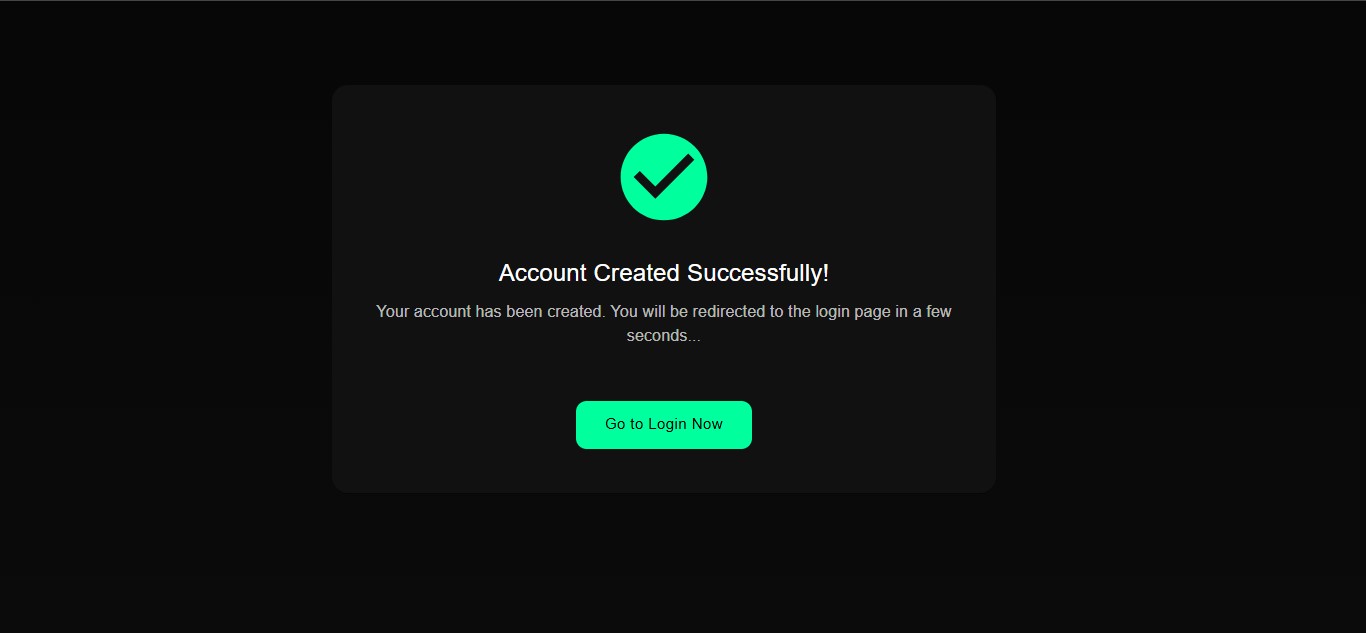 Account Created Successfully!
Your account has been created. You will be redirected to the login page in a few
seconds...
Go to Login Now